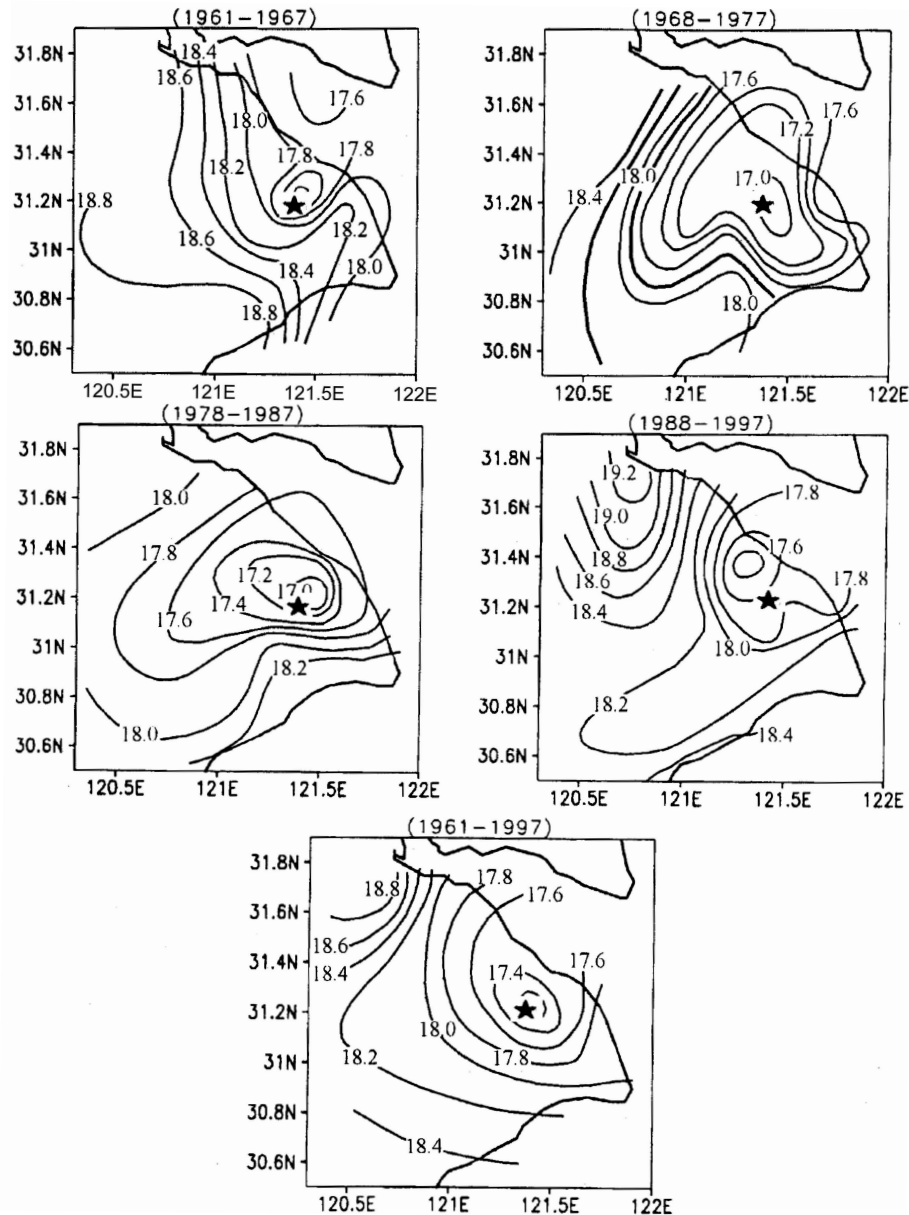 (1961-1967)
31.8N
31.6N
31.4N
31.2N
31N
30.8N
30.6N
120.5E 121E 121.5E 122E
18.4
18.6
17.6
18.0
17.8 17.8
18.2
18.8
18.6
18.2
18.4
18.0
18.8
(1968-1977)
31.8N
31.6N
31.4N
31.2N
31N
30.8N
30.6N
120.5E 121E 121.5E 122E
17.6
17.6
17.2
18.0 17.0
18.4
18.0
(1978-1987)
31.8N
31.6N
31.4N
31.2N
31N
30.8N
30.6N
120.5E 121E 121.5E 122E
18.0
17.8
17.2
17.0
17.4
17.6
18.2
18.0
(1988-1997)
31.8N
31.6N
31.4N
31.2N
31N
30.8N
30.6N
120.5E 121E 121.5E 122E
19.2 17.8
19.0
17.6
18.8
18.6 17.8
18.4
18.0
18.2
18.4
(1961-1997)
31.8N
31.6N
31.4N
31.2N
31N
30.8N
30.6N
120.5E 121E 121.5E 122E
17.8
18.8
17.6
18.6
18.4 17.4 17.6
18.0
18.2 17.8
18.4